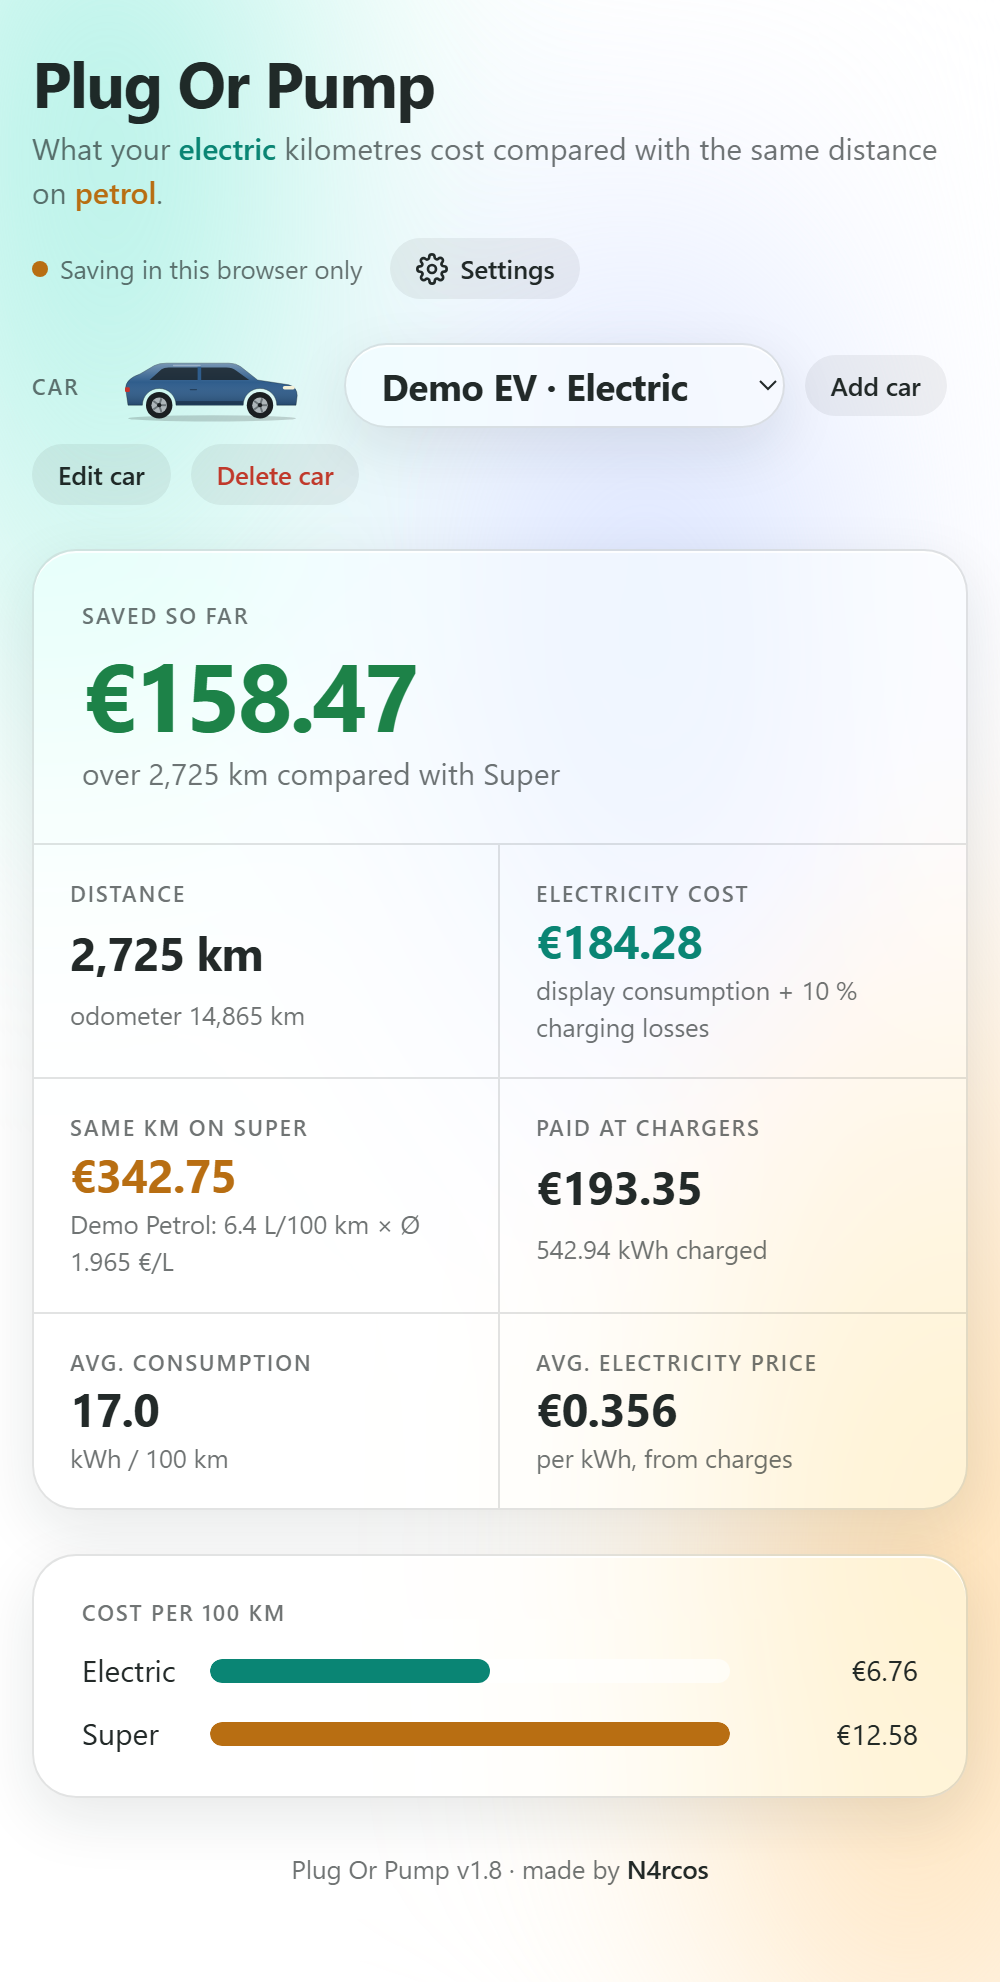 Plug Or Pump
What your electric kilometres cost compared with the same distance
on petrol.
Saving in this browser only
Settings
CAR
Demo EV · Electric
Add car
Edit car
Delete car
SAVED SO FAR
€158.47
over 2,725 km compared with Super
DISTANCE
2,725 km
odometer 14,865 km
ELECTRICITY COST
€184.28
display consumption + 10 %
charging losses
SAME KM ON SUPER
€342.75
Demo Petrol: 6.4 L/100 km × Ø
1.965 €/L
PAID AT CHARGERS
€193.35
542.94 kWh charged
AVG. CONSUMPTION
17.0
kWh / 100 km
AVG. ELECTRICITY PRICE
€0.356
per kWh, from charges
COST PER 100 KM
Electric €6.76
Super €12.58
Plug Or Pump v1.8 · made by N4rcos